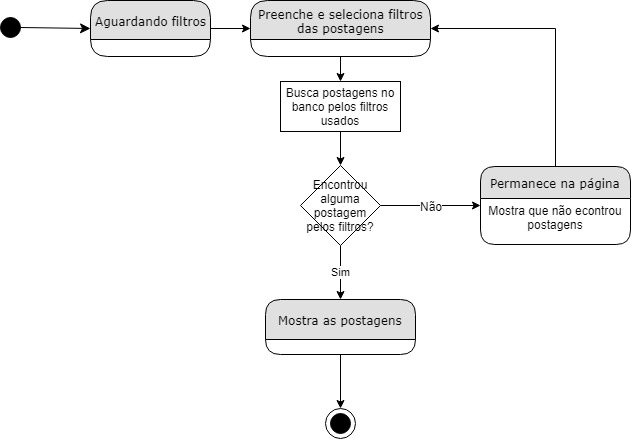 Aguardando filtros
Preenche e seleciona filtros
das postagens
Busca postagens no
banco pelos filtros
usados
Encontrou
alguma
postagem
pelos filtros?
Não
Permanece na página
Mostra que não econtrou
postagens
Sim
Mostra as postagens